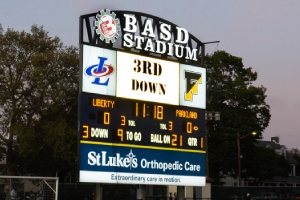 BASD
STADIUM
3RD
DOWN
LIBERTY 11:18 PARKLAND
0 3 TOL 3 TOL 0
3 DOWN 9 TO GO BALL ON 21 QTR 1
St Luke's Orthopedic Care
Extraordinary care in motion.